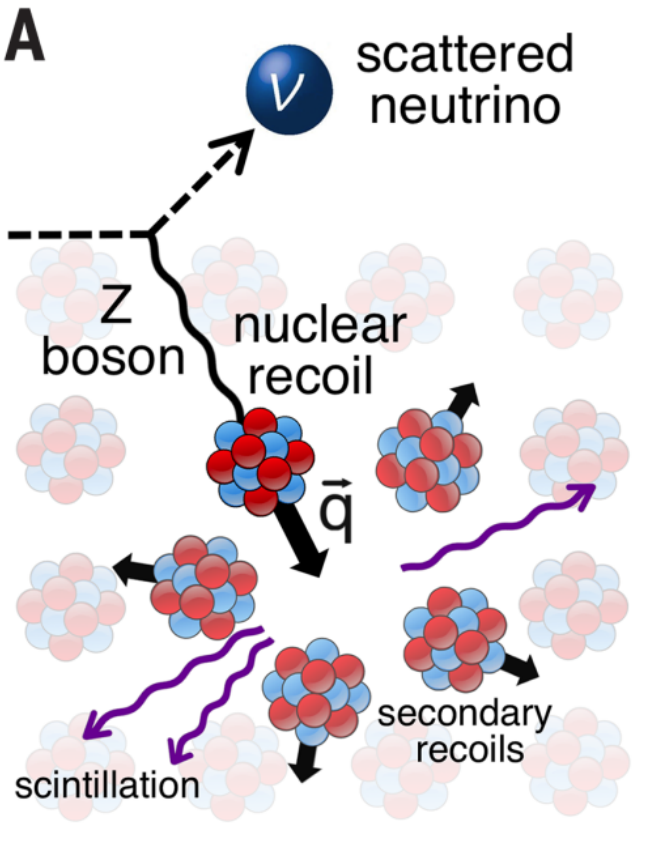 A
ν
scattered
neutrino
Z
boson
nuclear
recoil
q⃗
secondary
recoils
scintillation